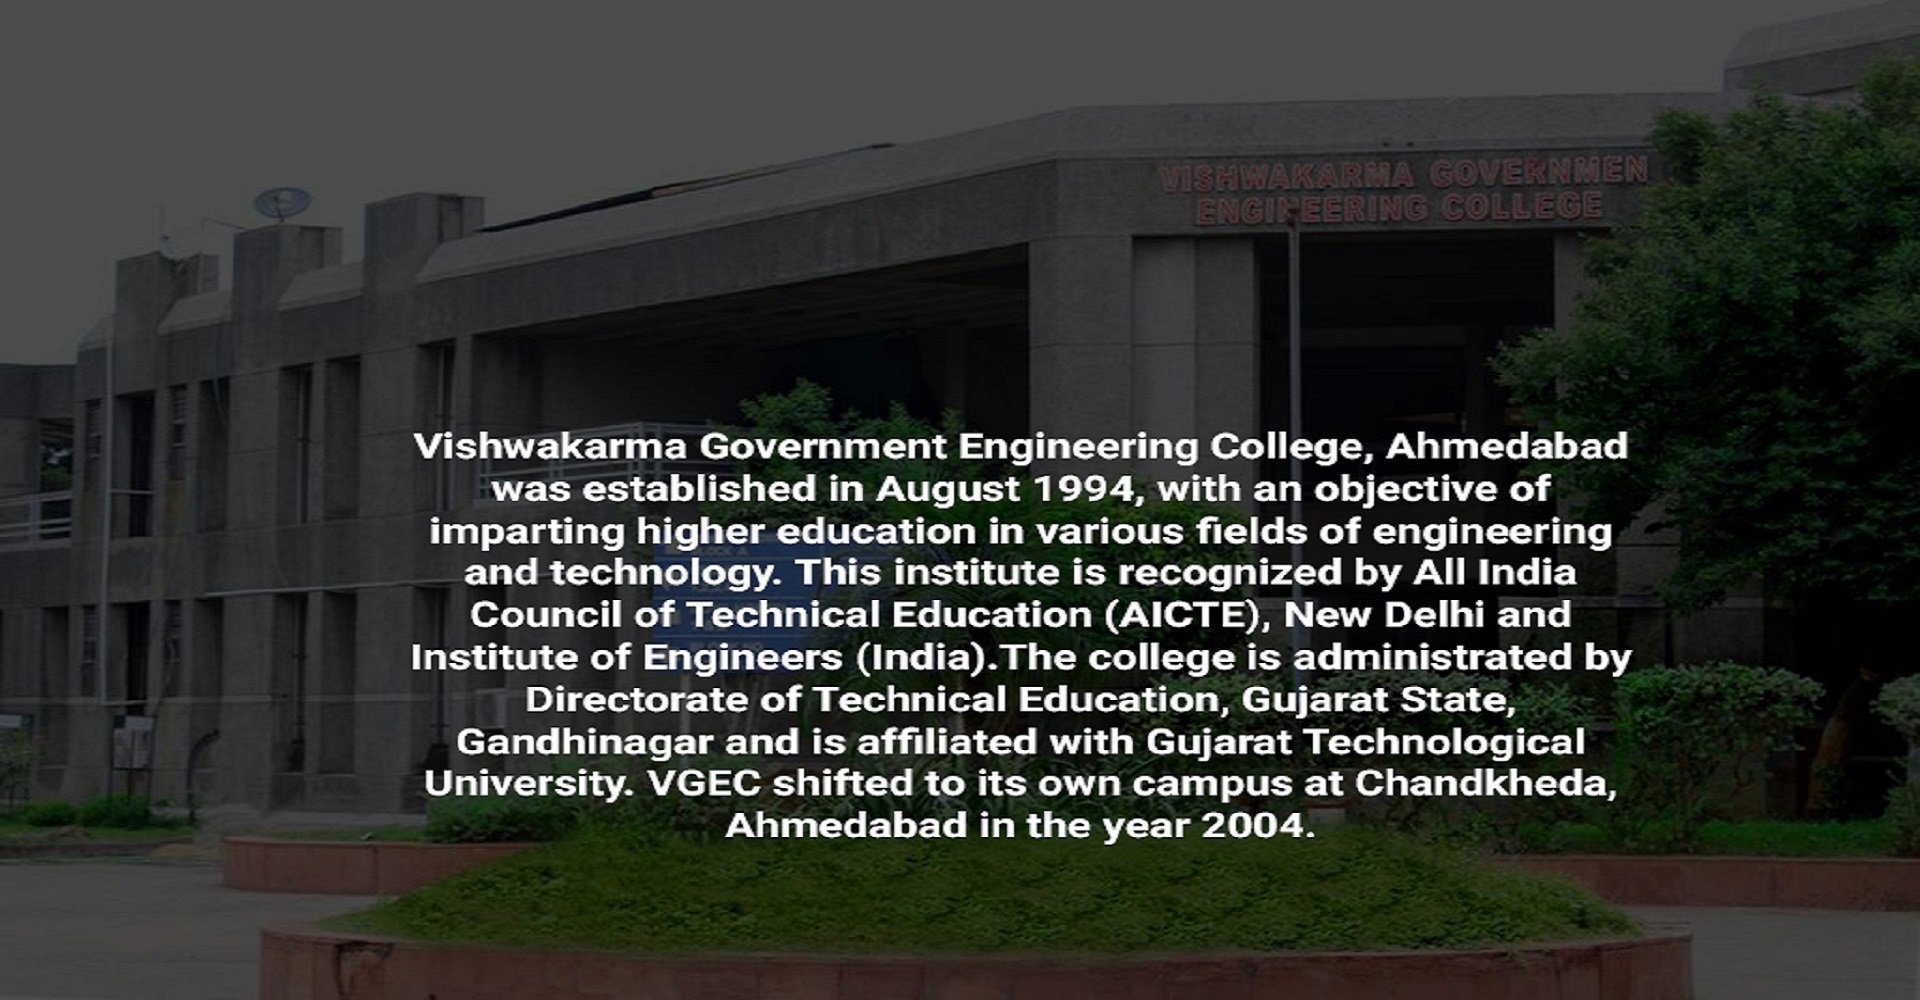 VISHWAKARMA GOVERNMEN
ENGINEERING COLLEGE
Vishwakarma Government Engineering College, Ahmedabad
was established in August 1994, with an objective of
imparting higher education in various fields of engineering
and technology. This institute is recognized by All India
Council of Technical Education (AICTE), New Delhi and
Institute of Engineers (India).The college is administrated by
Directorate of Technical Education, Gujarat State,
Gandhinagar and is affiliated with Gujarat Technological
University. VGEC shifted to its own campus at Chandkheda,
Ahmedabad in the year 2004.